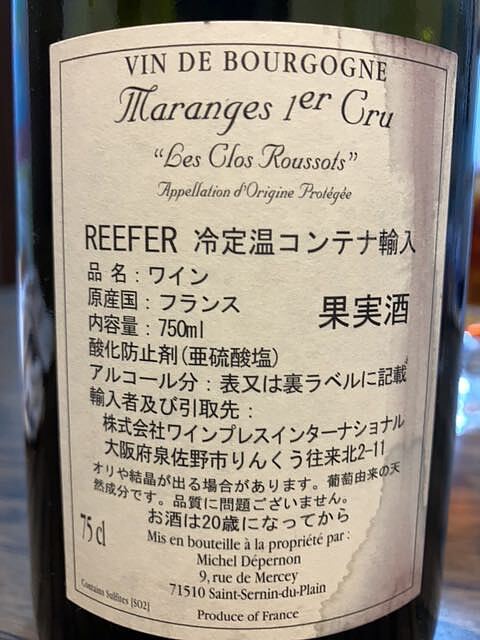 VIN DE BOURGOGNE
Maranges 1er Cru
"Les Clos Roussots"
Appellation d'Origine Protégée
REEFER 冷定温コンテナ輸入
品 名：ワイン
原産国：フランス
果実酒
内容量：750ml
酸化防止剤(亜硫酸塩)
アルコール分：表又は裏ラベルに記載
輸入者及び引取先：
株式会社ワインプレスインターナショナル
大阪府泉佐野市りんくう往来北2-11
オリや結晶が出る場合があります。葡萄由来の天
然成分です。品質に問題ございません。
お酒は20歳になってから
75 cl
Mis en bouteille à la propriété par :
Michel Dépernon
9, rue de Mercey
71510 Saint-Sernin-du-Plain
Contains Sulfites [SO2]
Produce of France